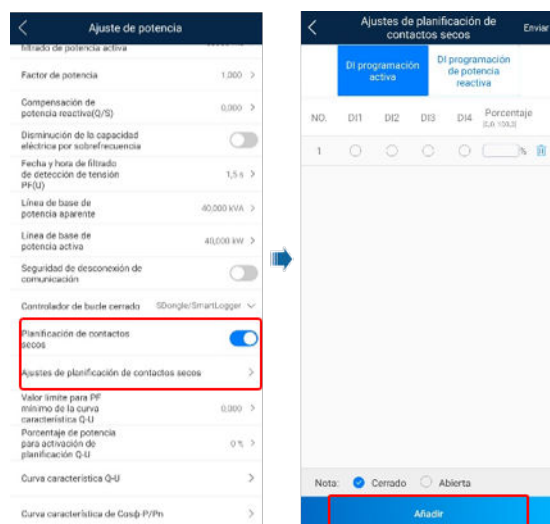 Ajuste de potencia
filtrado de potencia activa
Factor de potencia 1,000
Compensación de
potencia reactiva(Q/S) 0,000
Disminución de la capacidad
eléctrica por sobrefrecuencia
Fecha y hora de filtrado
de detección de tensión 1,5 s
PF(U)
Línea de base de
potencia aparente 40,000 kVA
Línea de base de
potencia activa 40,000 kW
Seguridad de desconexión de
comunicación
Controlador de bucle cerrado SDongle/SmartLogger
Planificación de contactos
secos
Ajustes de planificación de contactos secos
Valor límite para PF
mínimo de la curva 0,000
característica Q-U
Porcentaje de potencia
para activación de 0 %
planificación Q-U
Curva característica Q-U
Curva característica de Cosϕ-P/Pn
Ajustes de planificación de
contactos secos
Enviar
DI programación
activa
DI programación
de potencia
reactiva
NO. DI1 DI2 DI3 DI4 Porcentaje
1 %
Nota: Cerrado Abierta
Añadir